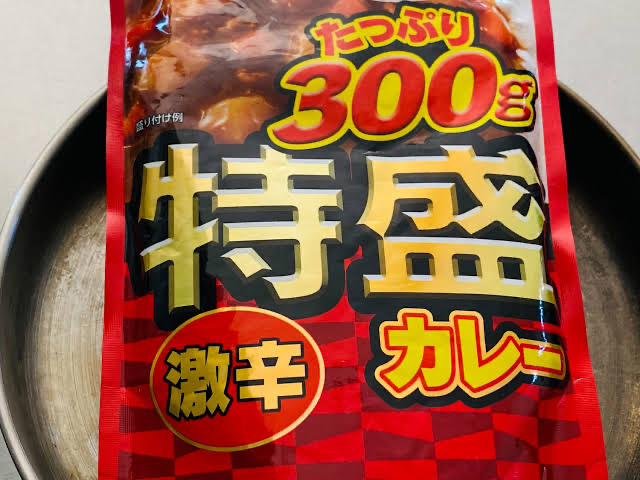 たっぷり
300g
盛り付け例
特盛
カレー
激辛